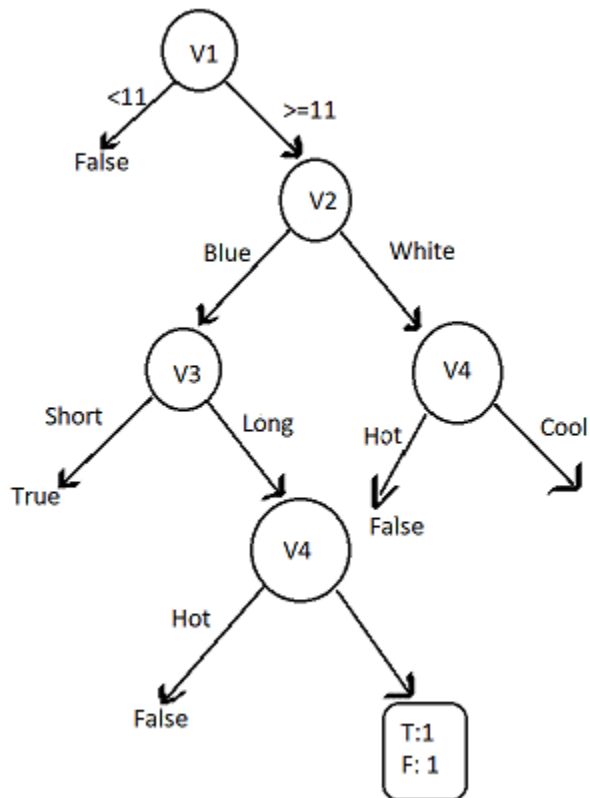 V1
<11
>=11
False
V2
Blue
White
V3
V4
Short
Long
Hot
Cool
True
False
V4
Hot
False
T:1
F: 1